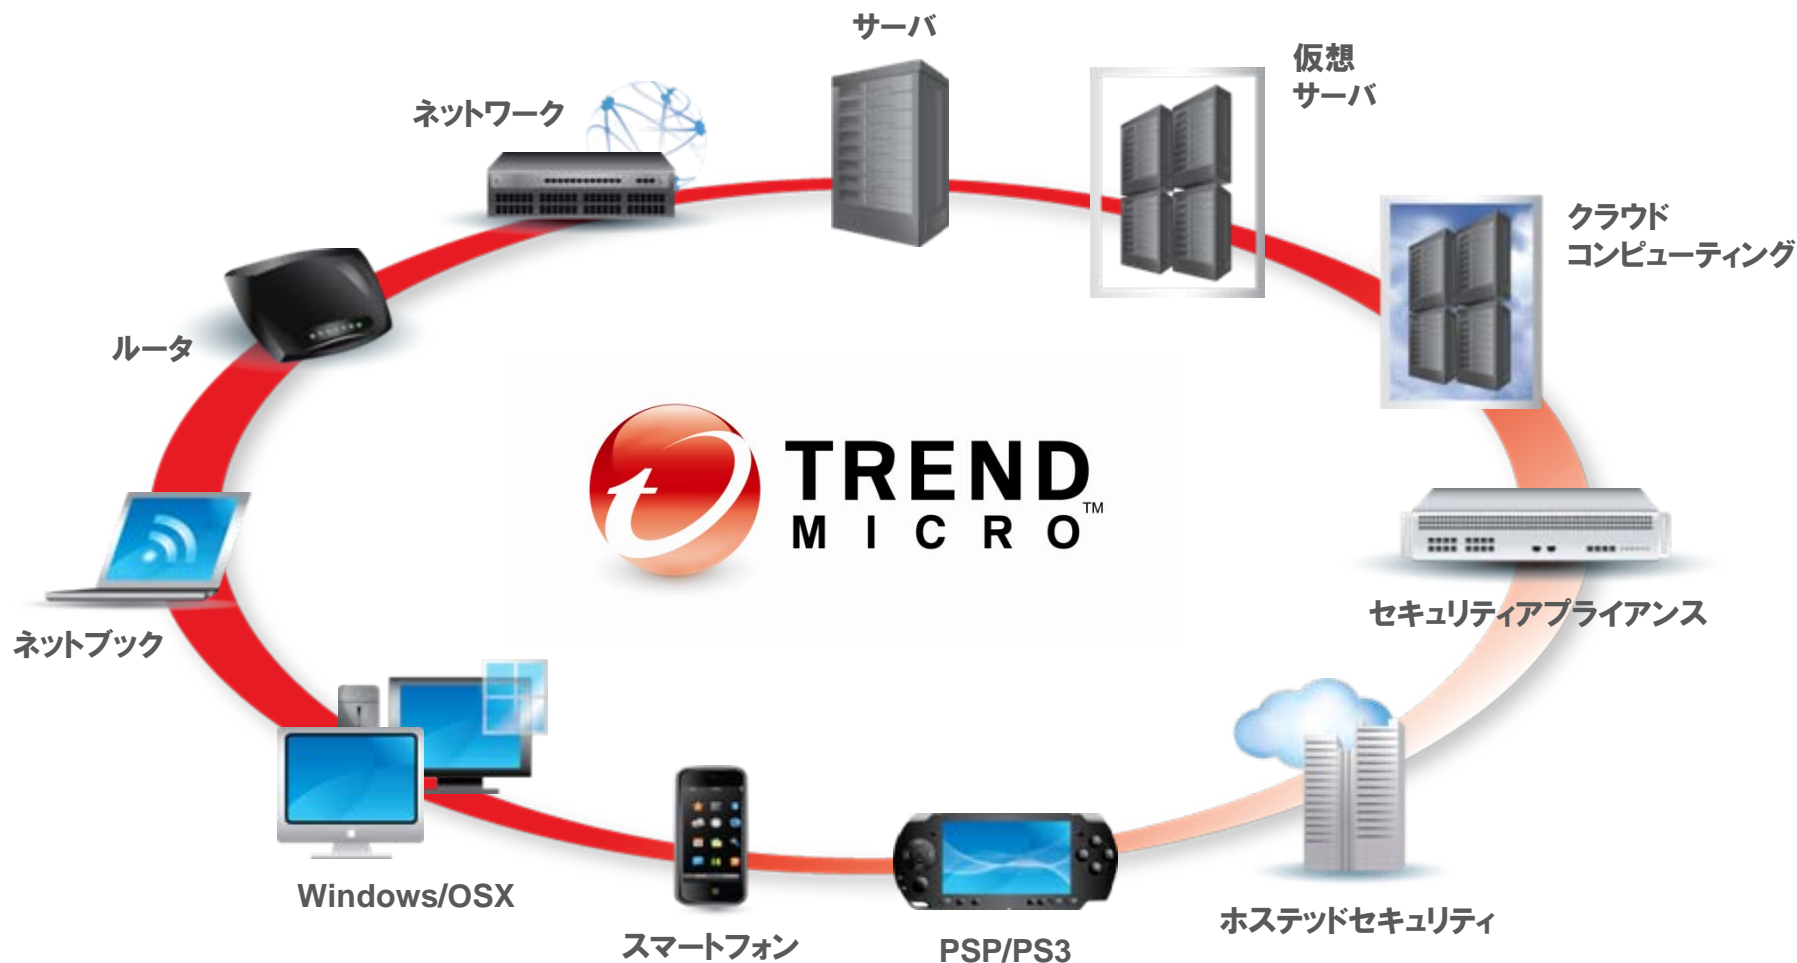 サーバ
仮想
サーバ
ネットワーク
クラウド
コンピューティング
ルータ
TREND
MICRO™
セキュリティアプライアンス
ネットブック
Windows/OSX
スマートフォン
PSP/PS3
ホステッドセキュリティ